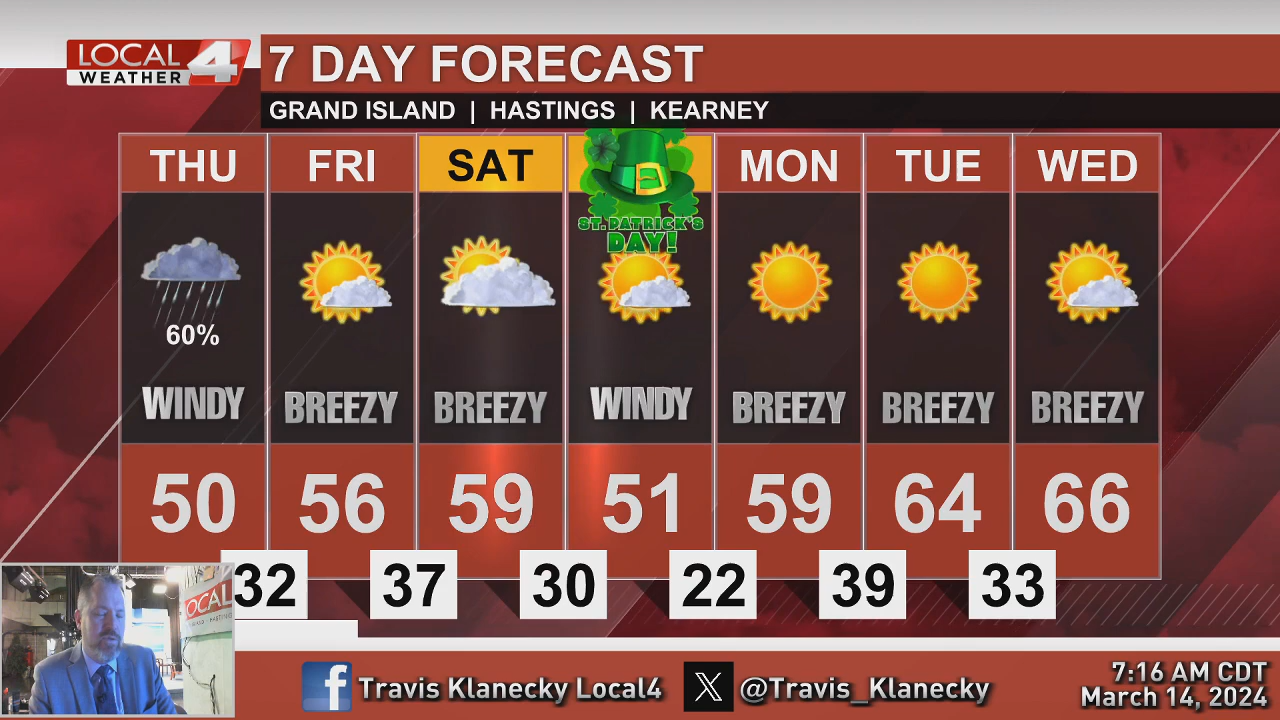 LOCAL 4
WEATHER
7 DAY FORECAST
GRAND ISLAND | HASTINGS | KEARNEY
THU FRI SAT MON TUE WED
ST. PATRICK'S
DAY!
60%
WINDY BREEZY BREEZY WINDY BREEZY BREEZY BREEZY
50 56 59 51 59 64 66
32 37 30 22 39 33
LOCAL
f Travis Klanecky Local4 X @Travis_Klanecky
7:16 AM CDT
March 14, 2024